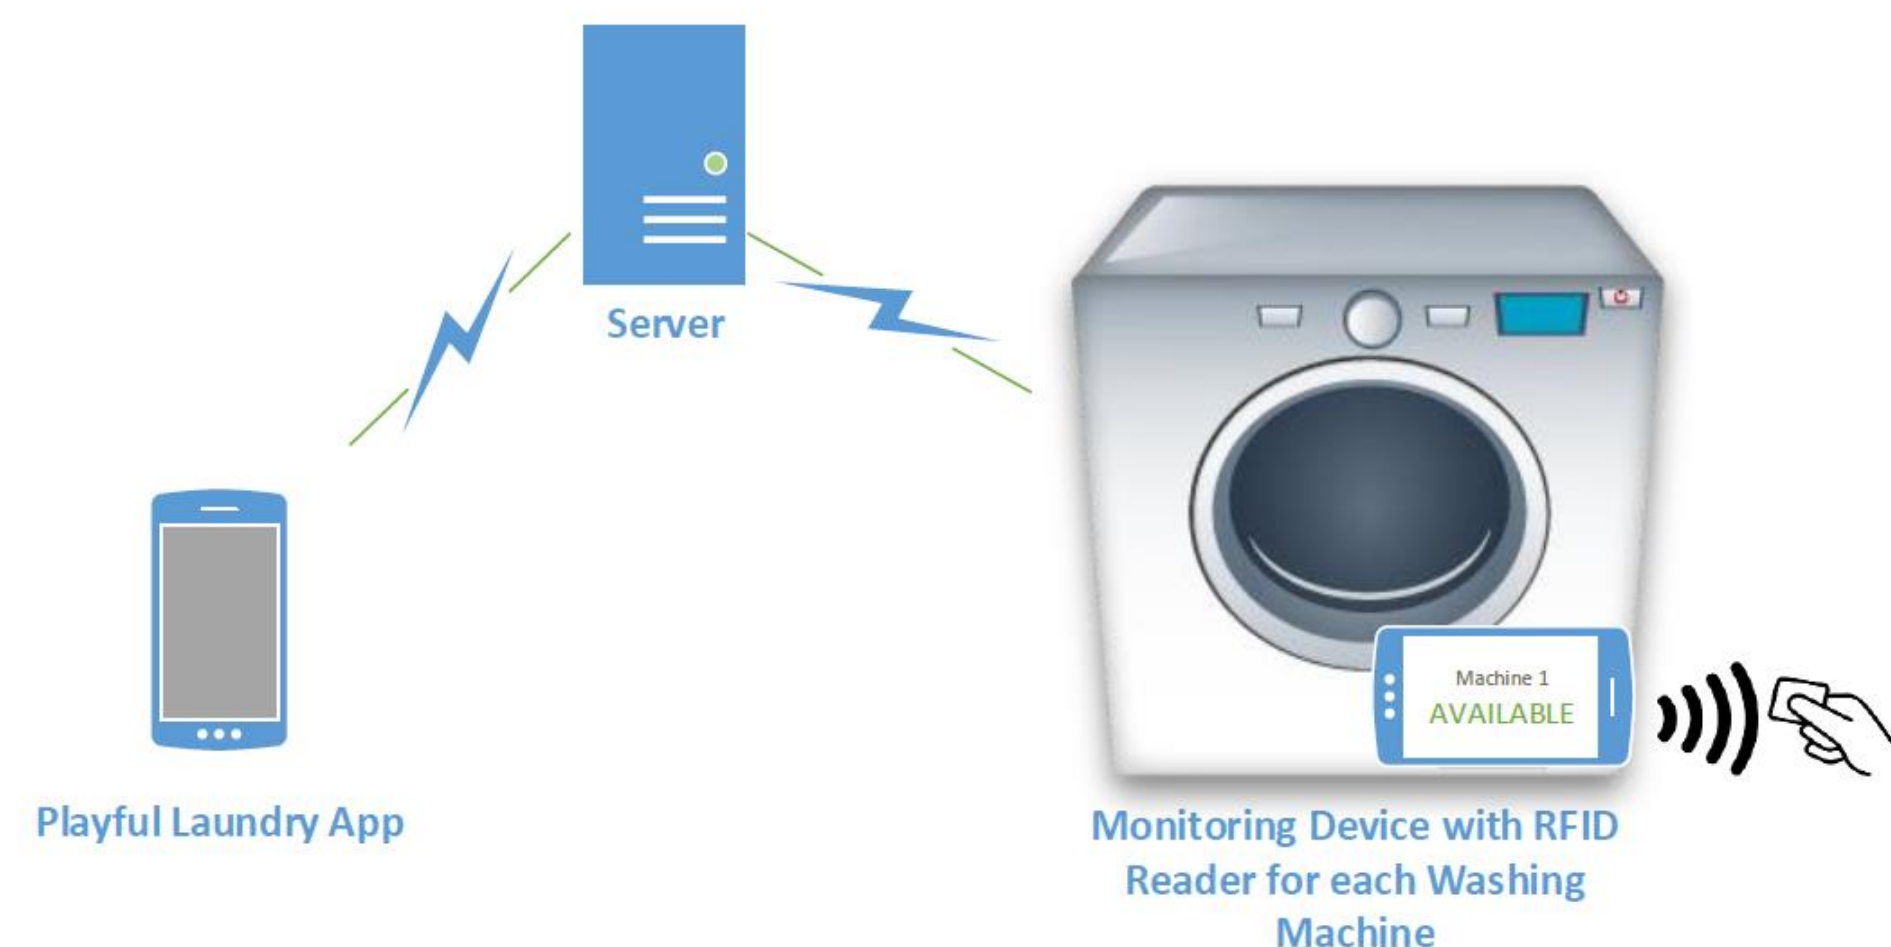 Server
Machine 1
AVAILABLE
Playful Laundry App
Monitoring Device with RFID
Reader for each Washing
Machine